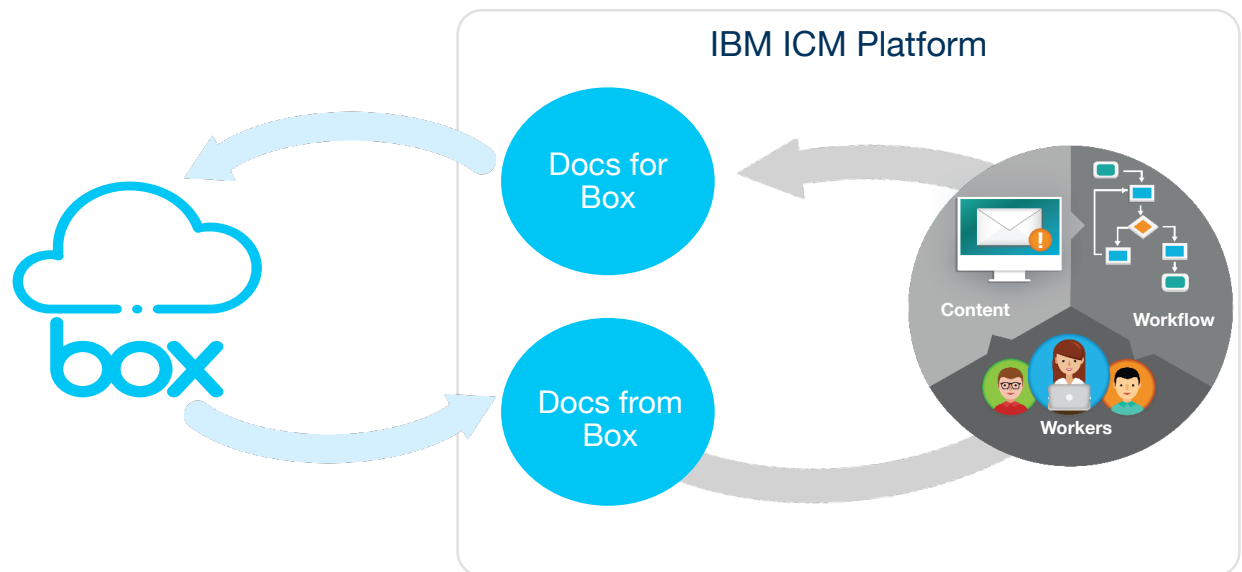 IBM ICM Platform
Docs for
Box
box
Content
Workflow
Docs from
Box
Workers